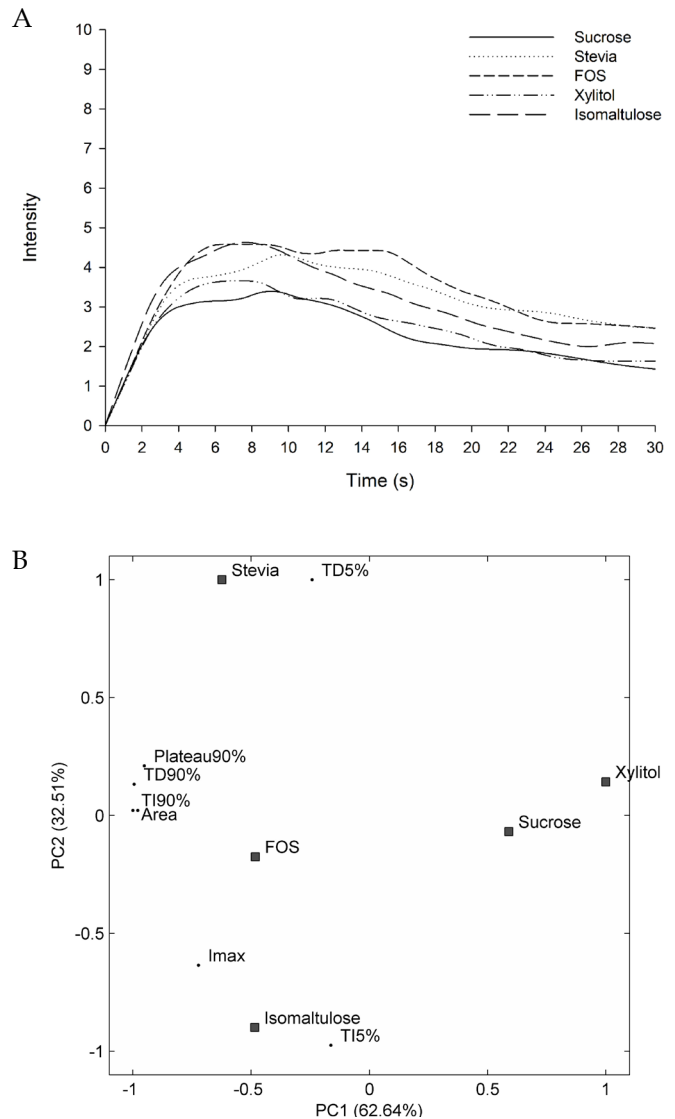 A
10
9
8
7
6
5
4
3
2
1
0
Intensity
Sucrose
Stevia
FOS
Xylitol
Isomaltulose
0 2 4 6 8 10 12 14 16 18 20 22 24 26 28 30
Time (s)
B
1
0.5
0
-0.5
-1
PC2 (32.51%)
Stevia
TD5%
Plateau90%
TD90%
TI90%
Area
Xylitol
Sucrose
FOS
Imax
Isomaltulose
TI5%
-1 -0.5 0 0.5 1
PC1 (62.64%)